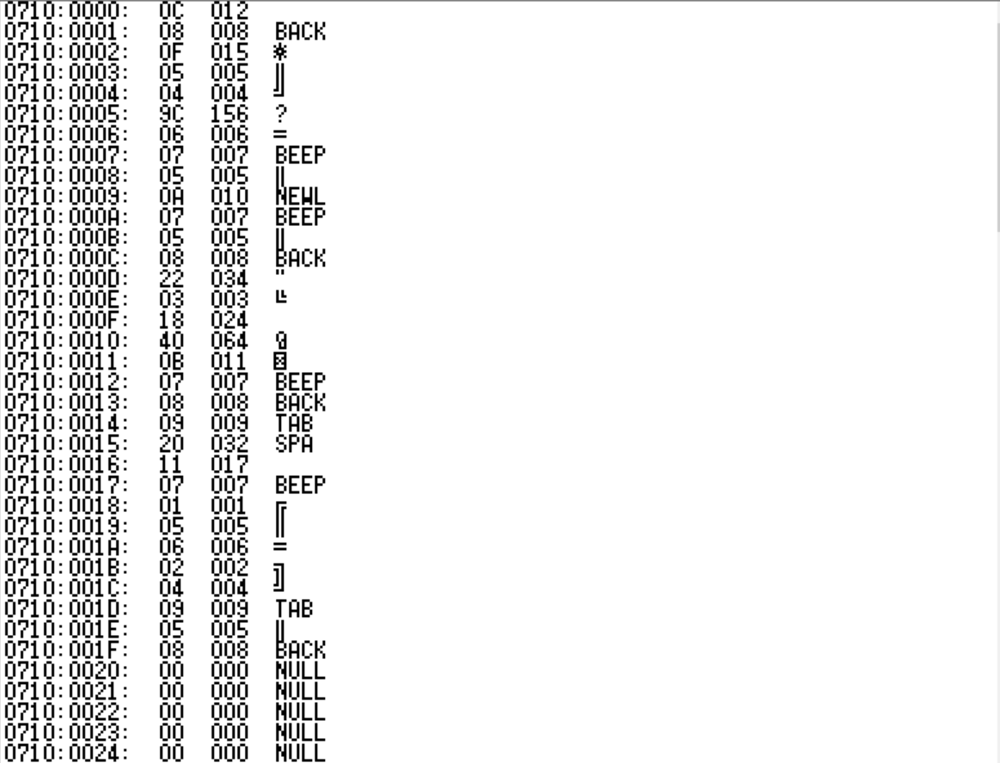 0710:0000: 0C 012
0710:0001: 08 008 BACK
0710:0002: 0F 015 ☼
0710:0003: 05 005 ║
0710:0004: 04 004 ╝
0710:0005: 9C 156 ?
0710:0006: 06 006 =
0710:0007: 07 007 BEEP
0710:0008: 05 005 ║
0710:0009: 0A 010 NEWL
0710:000A: 07 007 BEEP
0710:000B: 05 005 ║
0710:000C: 08 008 BACK
0710:000D: 22 034 "
0710:000E: 03 003 ╚
0710:000F: 18 024
0710:0010: 40 064 @
0710:0011: 0B 011
0710:0012: 07 007 BEEP
0710:0013: 08 008 BACK
0710:0014: 09 009 TAB
0710:0015: 20 032 SPA
0710:0016: 11 017
0710:0017: 07 007 BEEP
0710:0018: 01 001 ╔
0710:0019: 05 005 ║
0710:001A: 06 006 =
0710:001B: 02 002 ╗
0710:001C: 04 004 ╝
0710:001D: 09 009 TAB
0710:001E: 05 005 ║
0710:001F: 08 008 BACK
0710:0020: 00 000 NULL
0710:0021: 00 000 NULL
0710:0022: 00 000 NULL
0710:0023: 00 000 NULL
0710:0024: 00 000 NULL